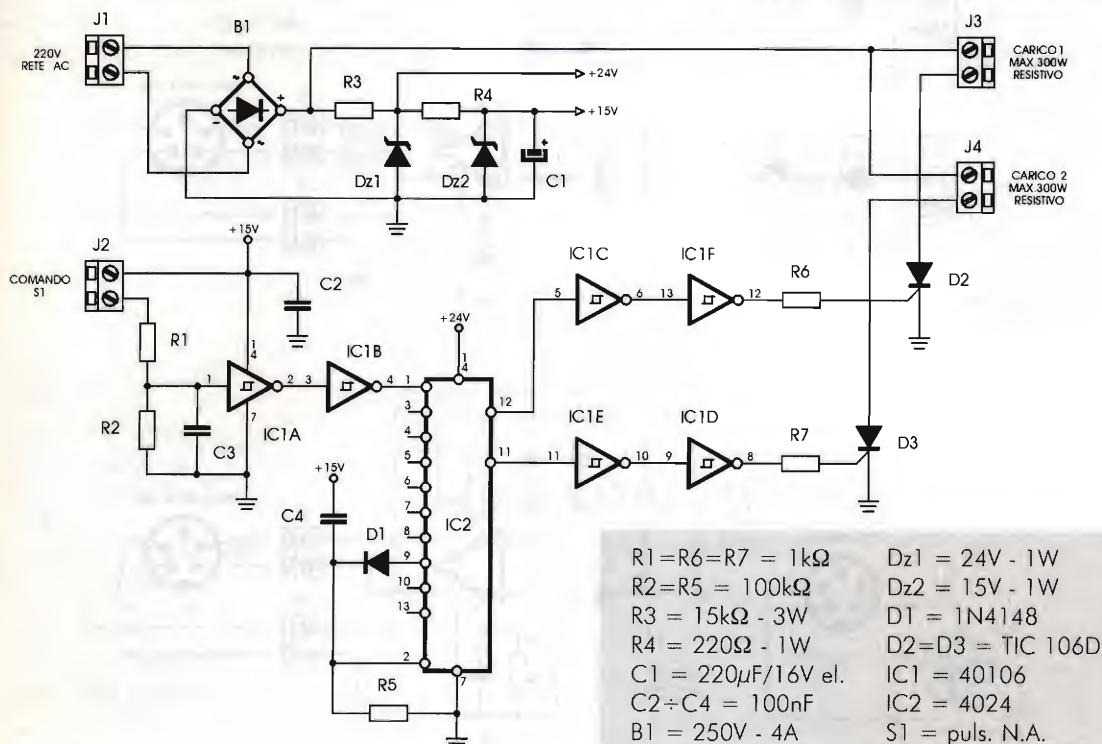 J1
220V
RETE AC
B1
~
+
-
~
R3
+24V
R4
+15V
Dz1
Dz2
+
C1
J3
CARICO 1
MAX 300W
RESISTIVO
J4
CARICO 2
MAX 300W
RESISTIVO
J2
COMANDO
S1
+15V
C2
R1
R2
C3
1
1
4
7
2
IC1A
3
IC1B
4
+24V
1
4
1
3
4
5
6
7
8
9
10
13
2
12
11
7
IC2
+15V
C4
D1
R5
5
IC1C
6
13
IC1F
12
R6
D2
11
IC1E
10
9
IC1D
8
R7
D3
R1=R6=R7 = 1kΩ
R2=R5 = 100kΩ
R3 = 15kΩ - 3W
R4 = 220Ω - 1W
C1 = 220µF/16V el.
C2÷C4 = 100nF
B1 = 250V - 4A
Dz1 = 24V - 1W
Dz2 = 15V - 1W
D1 = 1N4148
D2=D3 = TIC 106D
IC1 = 40106
IC2 = 4024
S1 = puls. N.A.